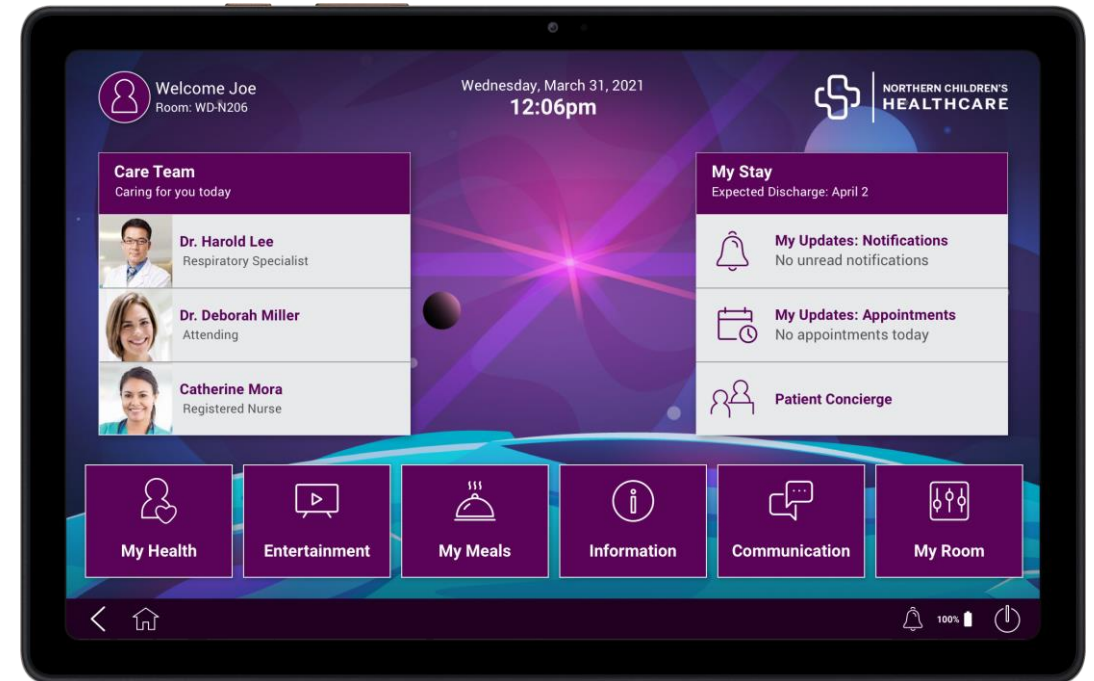 Welcome Joe
Room: WD-N206
Wednesday, March 31, 2021
12:06pm
NORTHERN CHILDREN'S
HEALTHCARE
Care Team
Caring for you today
Dr. Harold Lee
Respiratory Specialist
Dr. Deborah Miller
Attending
Catherine Mora
Registered Nurse
My Stay
Expected Discharge: April 2
My Updates: Notifications
No unread notifications
My Updates: Appointments
No appointments today
Patient Concierge
My Health
Entertainment
My Meals
Information
Communication
My Room
100%